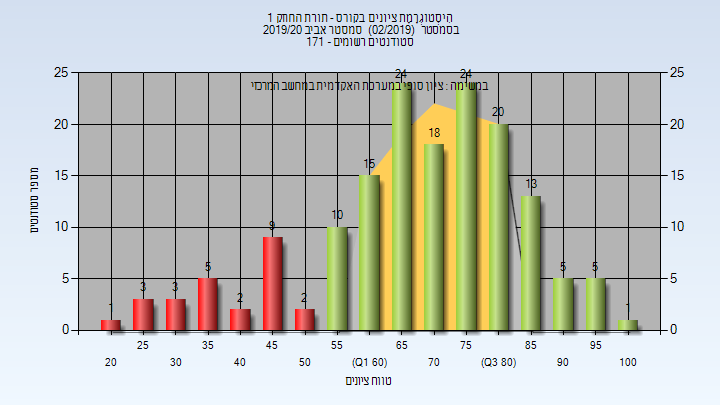 הִיסְטוֹגְרָמַת ציונים בקורס - תורת החוזק 1
בסמסטר (02/2019) סמסטר אביב 2019/20
סטודנטים רשומים - 171
במשימה : ציון סופי במערכת האקדמית במחשב המרכזי
מספר סטודנטים
25 25
20 20
15 15
10 10
5 5
0 0
1 3 3 5 2 9 2 10 15 24 18 24 20 13 5 5 1
25 35 45 55 65 75 85 95
20 30 40 50 (Q1 60) 70 (Q3 80) 90 100
טווח ציונים